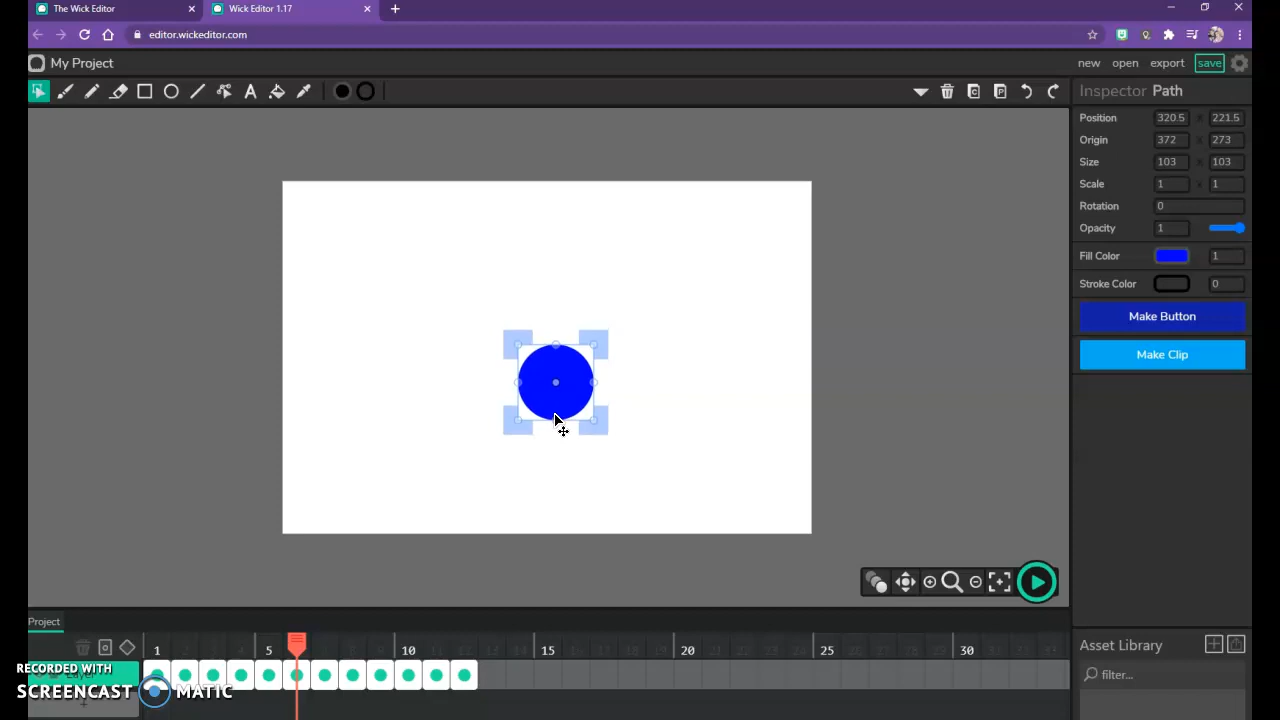 The Wick Editor
Wick Editor 1.17
editor.wickeditor.com
My Project
new open export save
Inspector Path
Position 320.5 x 221.5
Origin 372 x 273
Size 103 x 103
Scale 1 x 1
Rotation 0
Opacity 1
Fill Color 1
Stroke Color 0
Make Button
Make Clip
Project
1 5 10 15 20 25 30
Asset Library
filter...
RECORDED WITH
SCREENCAST MATIC